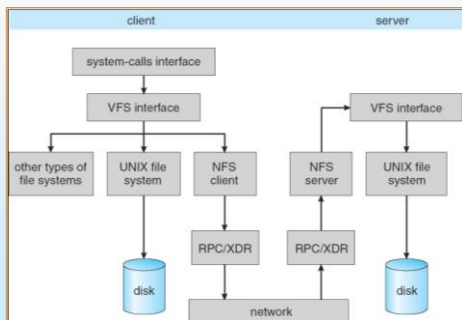 client
server
system-calls interface
VFS interface
VFS interface
other types of
file systems
UNIX file
system
NFS
client
NFS
server
UNIX file
system
RPC/XDR
RPC/XDR
disk
disk
network